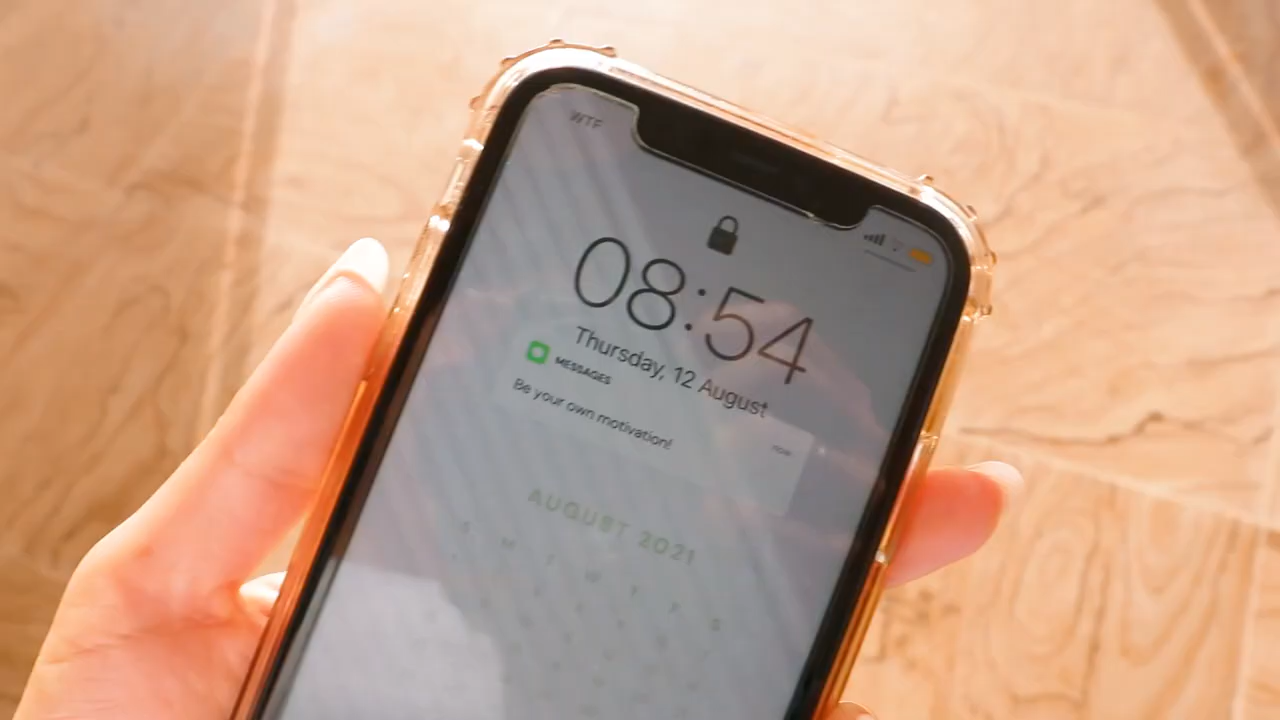 WTF
08:54
Thursday, 12 August
MESSAGES
now
Be your own motivation!
AUGUST 2021
S M T W T F S